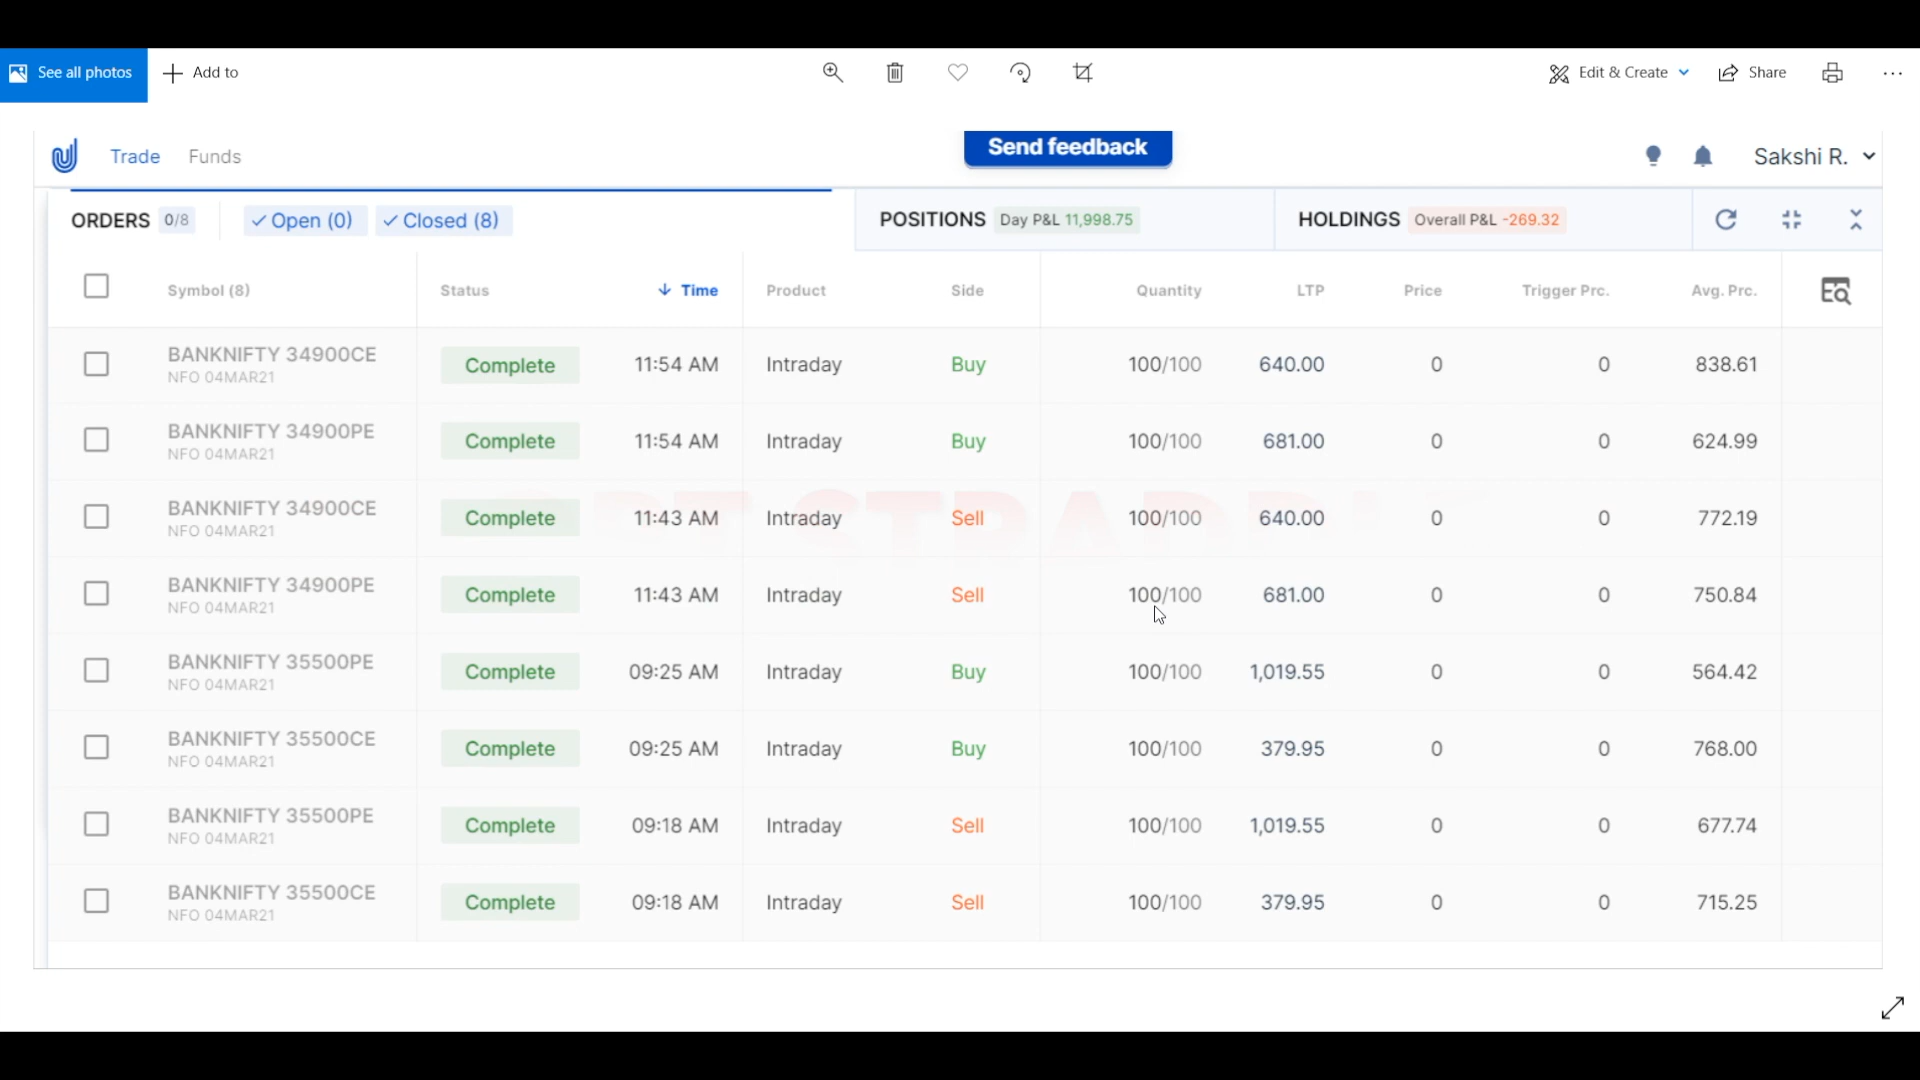 See all photos Add to Edit & Create Share
Trade Funds Send feedback Sakshi R.
ORDERS 0/8 Open (0) Closed (8) POSITIONS Day P&L 11,998.75 HOLDINGS Overall P&L -269.32
Symbol (8) Status Time Product Side Quantity LTP Price Trigger Prc. Avg. Prc.
BANKNIFTY 34900CE Complete 11:54 AM Intraday Buy 100/100 640.00 0 0 838.61
NFO 04MAR21
BANKNIFTY 34900PE Complete 11:54 AM Intraday Buy 100/100 681.00 0 0 624.99
NFO 04MAR21
BANKNIFTY 34900CE Complete 11:43 AM Intraday Sell 100/100 640.00 0 0 772.19
NFO 04MAR21
BANKNIFTY 34900PE Complete 11:43 AM Intraday Sell 100/100 681.00 0 0 750.84
NFO 04MAR21
BANKNIFTY 35500PE Complete 09:25 AM Intraday Buy 100/100 1,019.55 0 0 564.42
NFO 04MAR21
BANKNIFTY 35500CE Complete 09:25 AM Intraday Buy 100/100 379.95 0 0 768.00
NFO 04MAR21
BANKNIFTY 35500PE Complete 09:18 AM Intraday Sell 100/100 1,019.55 0 0 677.74
NFO 04MAR21
BANKNIFTY 35500CE Complete 09:18 AM Intraday Sell 100/100 379.95 0 0 715.25
NFO 04MAR21